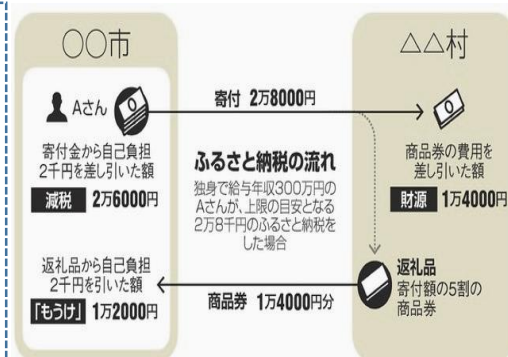 〇〇市
Aさん
寄付金から自己負担
2千円を差し引いた額
減税 2万6000円
返礼品から自己負担
2千円を引いた額
「もうけ」 1万2000円
寄付 2万8000円
ふるさと納税の流れ
独身で給与年収300万円の
Aさんが、上限の目安となる
2万8千円のふるさと納税を
した場合
商品券 1万4000円分
△△村
商品券の費用を
差し引いた額
財源 1万4000円
返礼品
寄付額の5割の
商品券